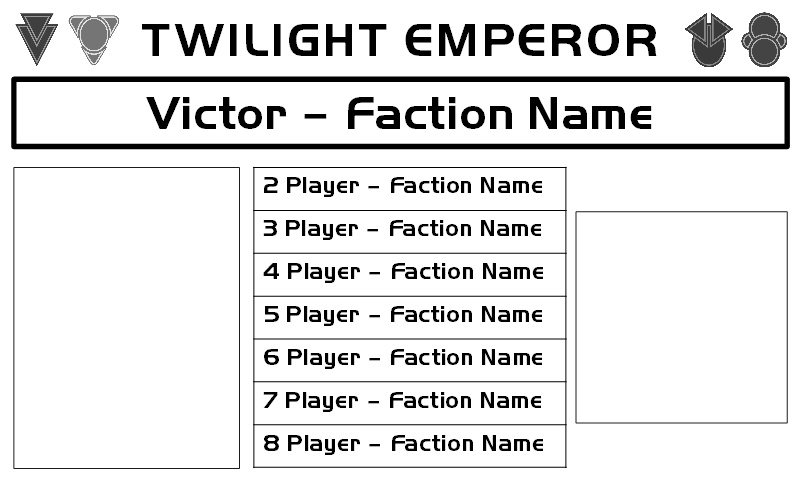 TWILIGHT EMPEROR
Victor – Faction Name
2 Player – Faction Name
3 Player – Faction Name
4 Player – Faction Name
5 Player – Faction Name
6 Player – Faction Name
7 Player – Faction Name
8 Player – Faction Name